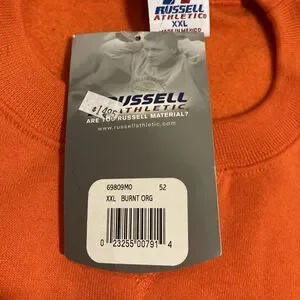 RUSSELL
ATHLETIC
XXL
MADE IN MEXICO
RUSSELL
ATHLETIC
ARE YOU RUSSELL MATERIAL?
www.russellathletic.com
69809M0 52
XXL BURNT ORG
0 23255 00791 4